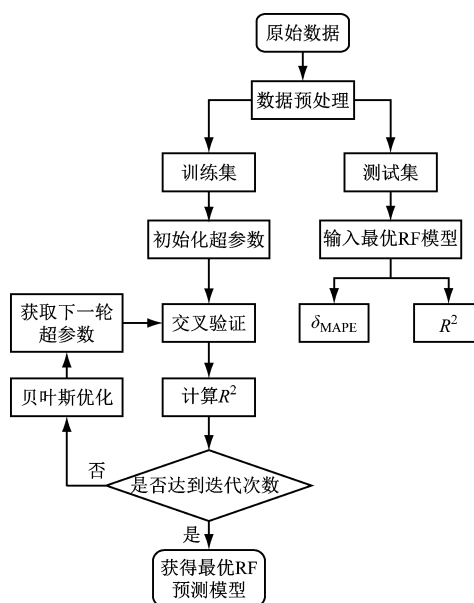 原始数据
数据预处理
训练集
测试集
初始化超参数
输入最优RF模型
获取下一轮
超参数
交叉验证
δMAPE
R²
贝叶斯优化
计算R²
否
是否达到迭代次数
是
获得最优RF
预测模型